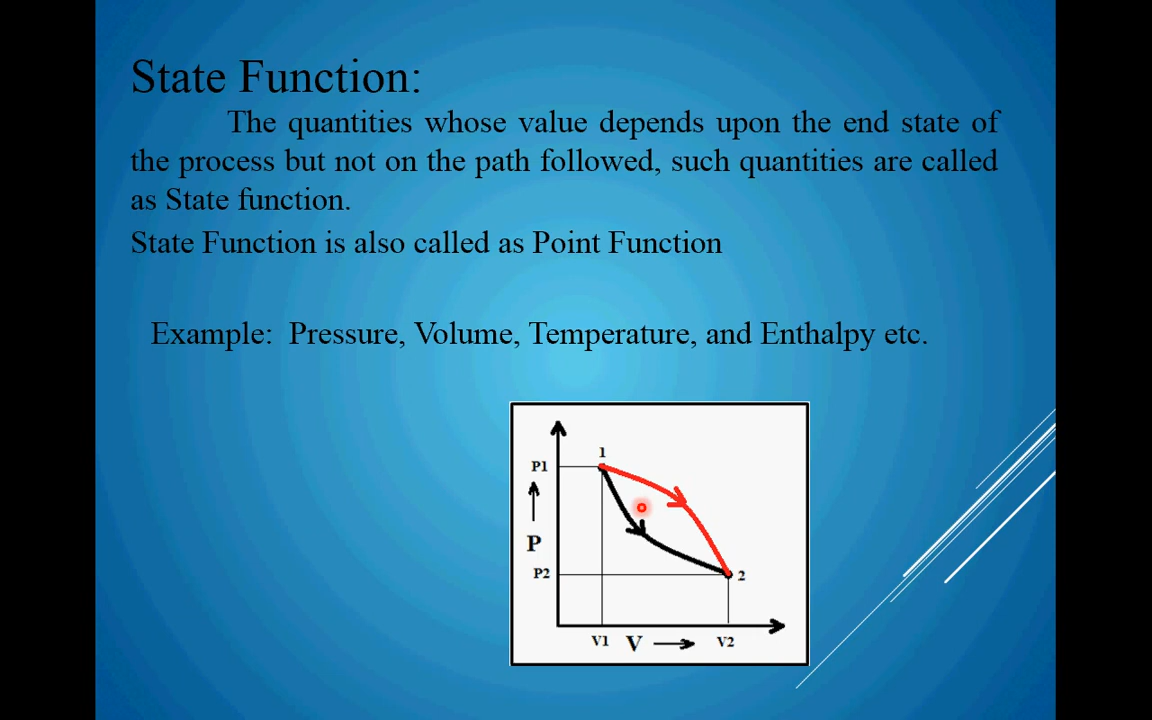 State Function:
The quantities whose value depends upon the end state of
the process but not on the path followed, such quantities are called
as State function.
State Function is also called as Point Function
Example: Pressure, Volume, Temperature, and Enthalpy etc.
1
P1
P
P2
2
V1 V V2